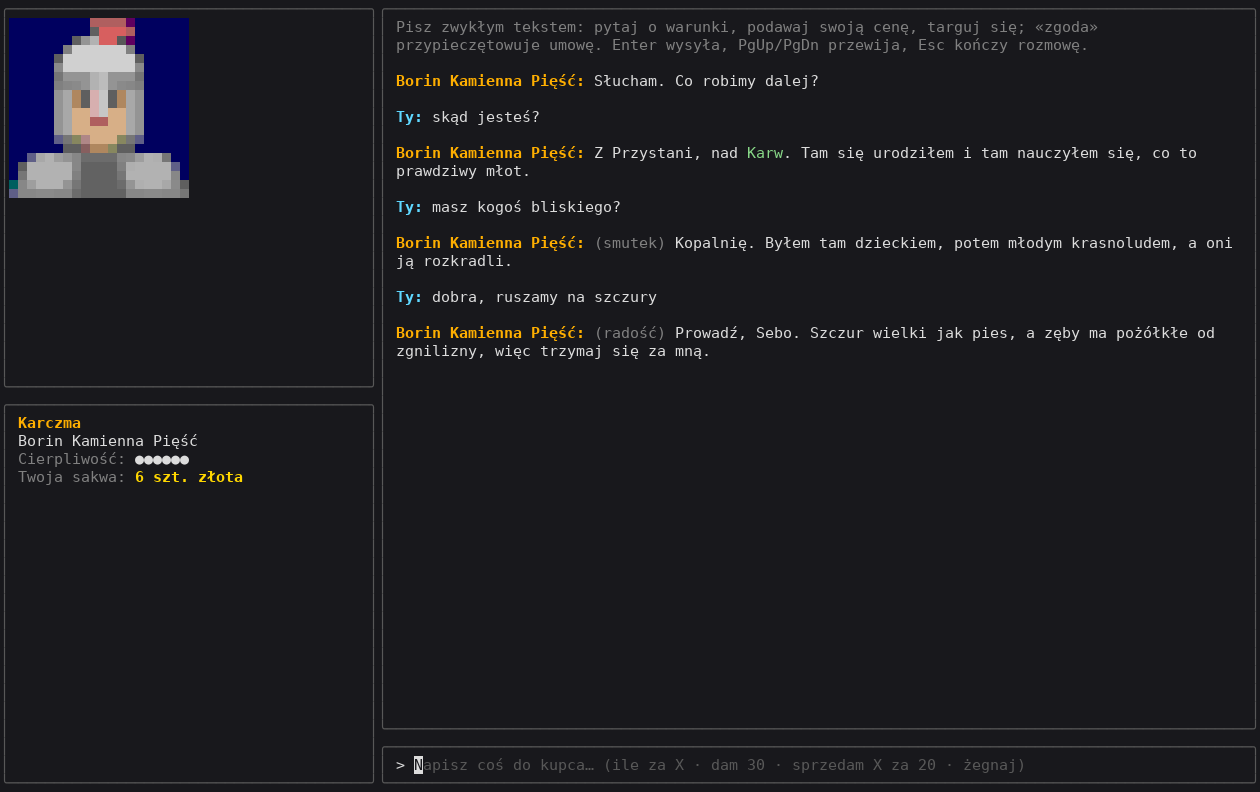 Pisz zwykłym tekstem: pytaj o warunki, podawaj swoją cenę, targuj się; «zgoda»
przypieczętowuje umowę. Enter wysyła, PgUp/PgDn przewija, Esc kończy rozmowę.
Borin Kamienna Pięść: Słucham. Co robimy dalej?
Ty: skąd jesteś?
Borin Kamienna Pięść: Z Przystani, nad Karw. Tam się urodziłem i tam nauczyłem się, co to
prawdziwy młot.
Ty: masz kogoś bliskiego?
Borin Kamienna Pięść: (smutek) Kopalnię. Byłem tam dzieckiem, potem młodym krasnoludem, a oni
ją rozkradli.
Ty: dobra, ruszamy na szczury
Borin Kamienna Pięść: (radość) Prowadź, Sebo. Szczur wielki jak pies, a zęby ma pożółkłe od
zgnilizny, więc trzymaj się za mną.
Karczma
Borin Kamienna Pięść
Cierpliwość: ●●●●●●
Twoja sakwa: 6 szt. złota
> Napisz coś do kupca… (ile za X · dam 30 · sprzedam X za 20 · żegnaj)